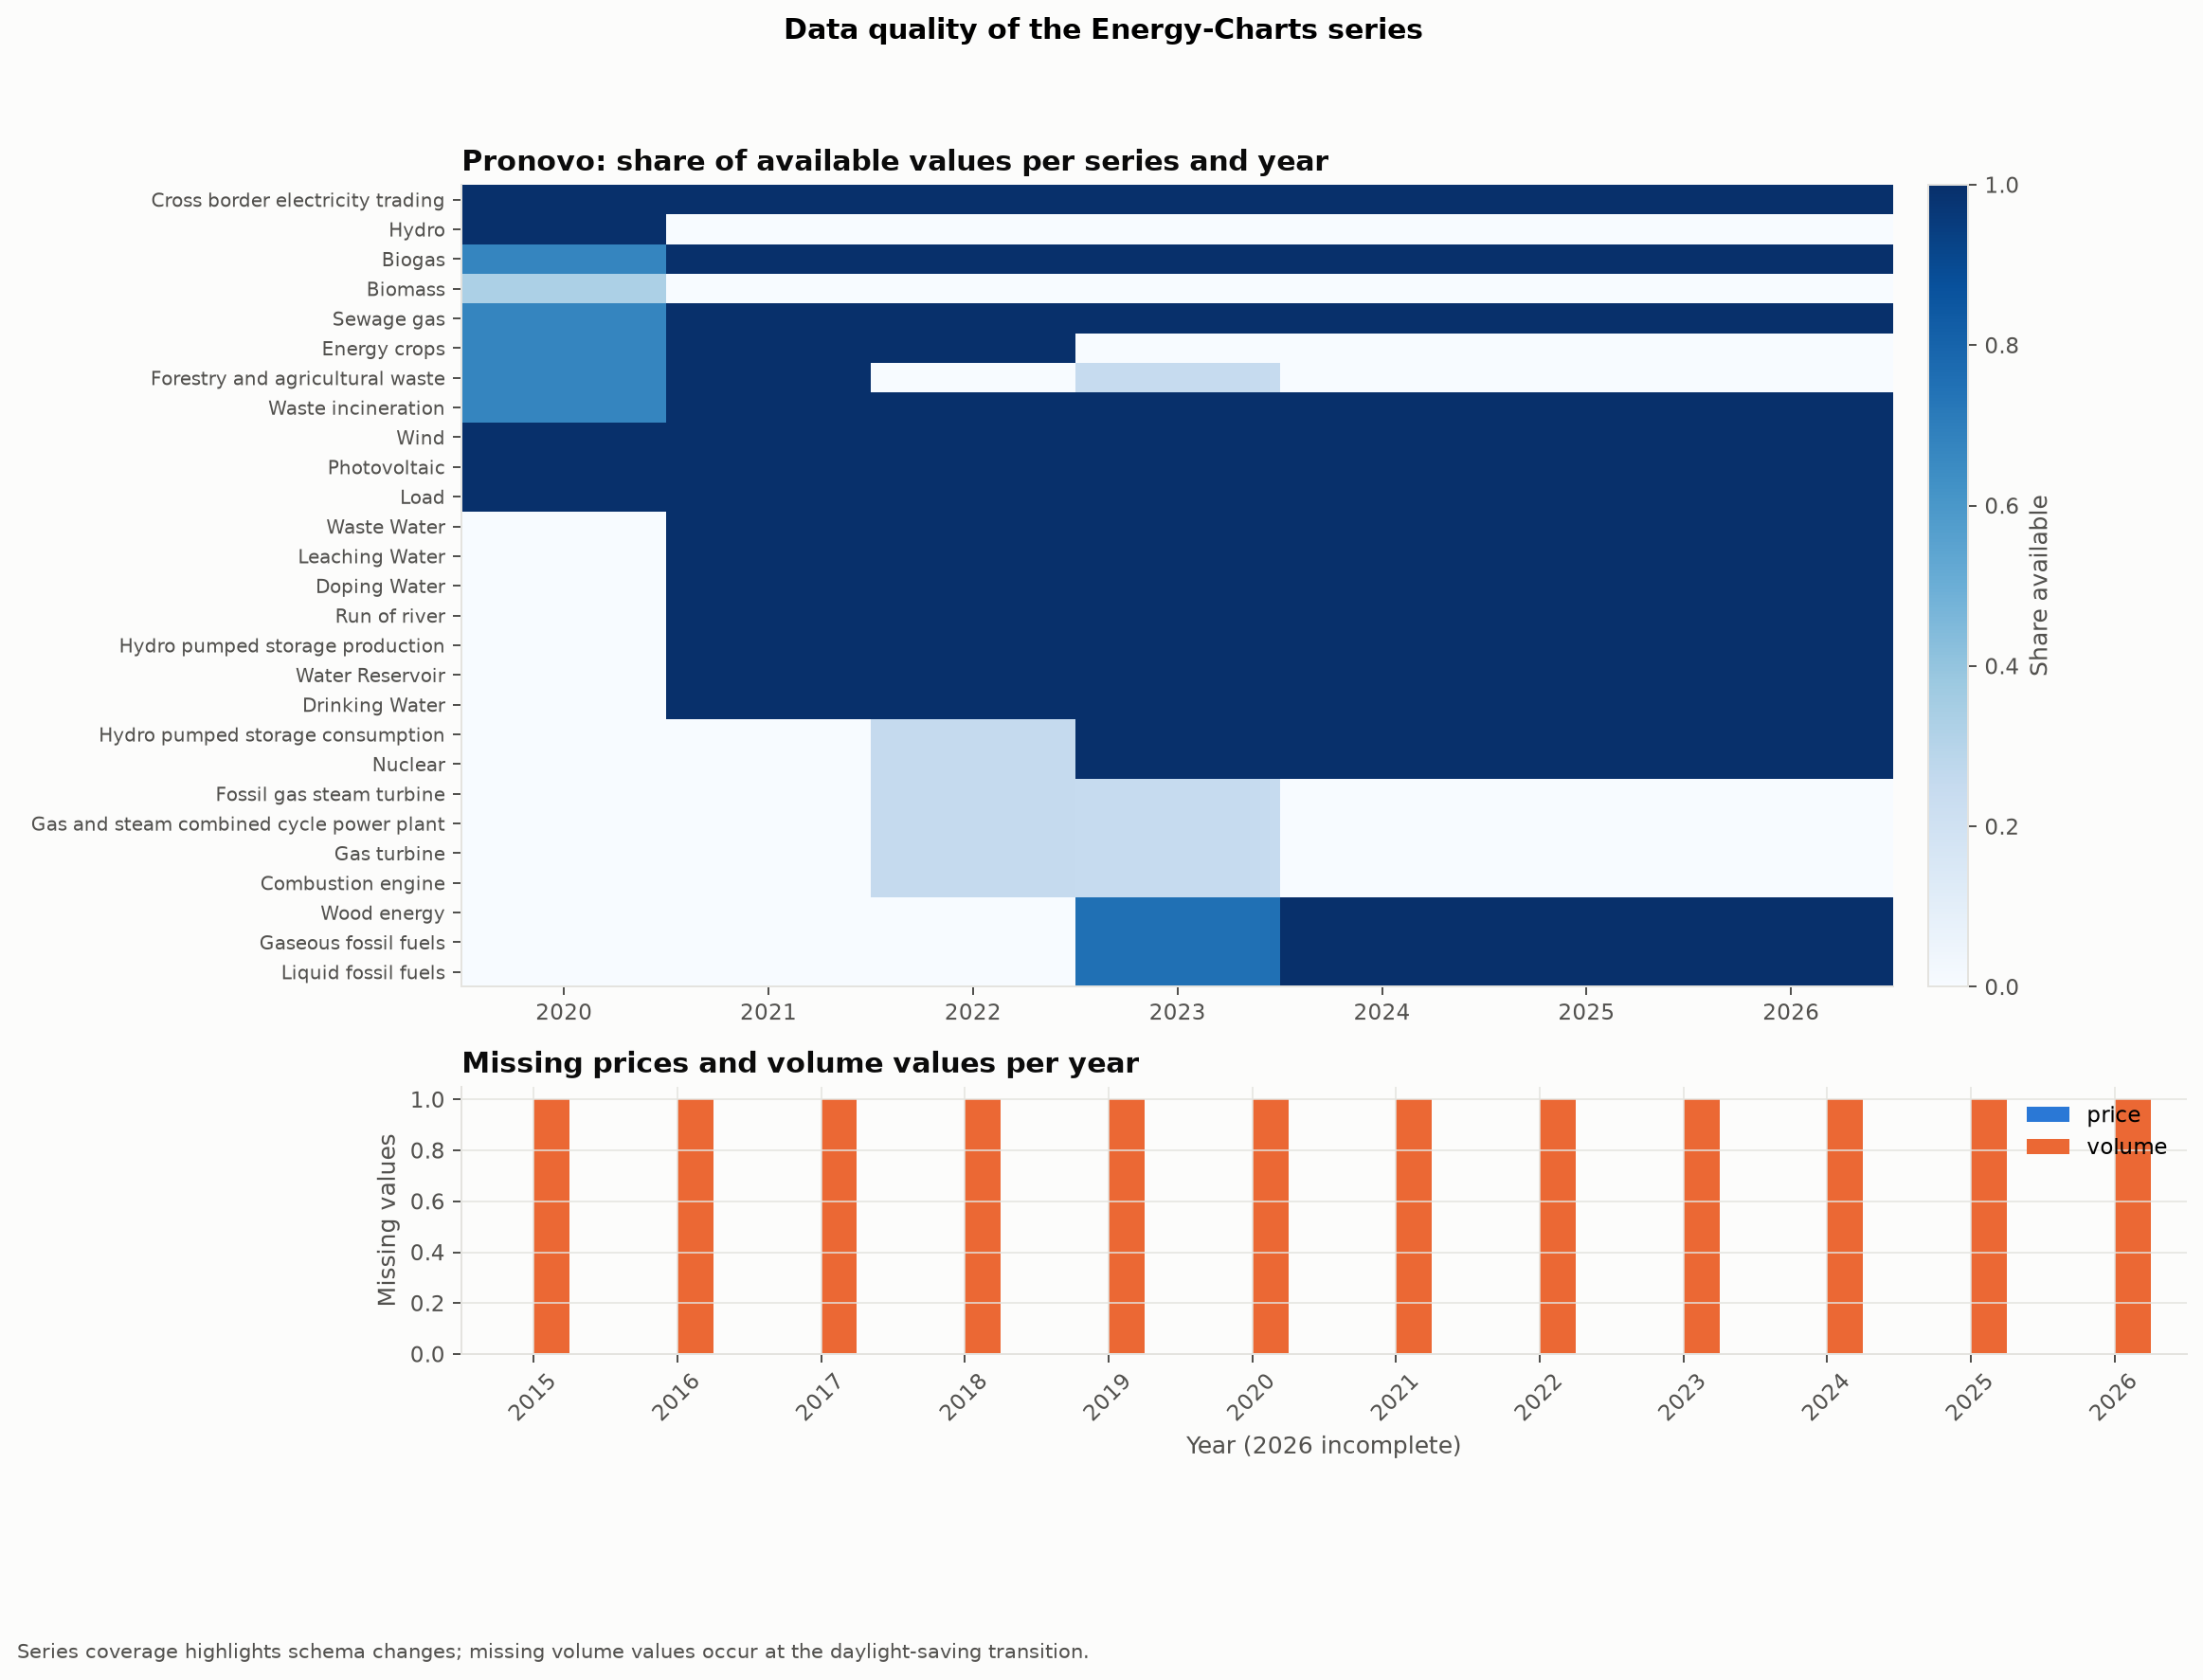 Data quality of the Energy-Charts series
Pronovo: share of available values per series and year
Cross border electricity trading
Hydro
Biogas
Biomass
Sewage gas
Energy crops
Forestry and agricultural waste
Waste incineration
Wind
Photovoltaic
Load
Waste Water
Leaching Water
Doping Water
Run of river
Hydro pumped storage production
Water Reservoir
Drinking Water
Hydro pumped storage consumption
Nuclear
Fossil gas steam turbine
Gas and steam combined cycle power plant
Gas turbine
Combustion engine
Wood energy
Gaseous fossil fuels
Liquid fossil fuels
2020 2021 2022 2023 2024 2025 2026
1.0
0.8
0.6
0.4
0.2
0.0
Share available
Missing prices and volume values per year
Missing values
1.0
0.8
0.6
0.4
0.2
0.0
price
volume
2015 2016 2017 2018 2019 2020 2021 2022 2023 2024 2025 2026
Year (2026 incomplete)
Series coverage highlights schema changes; missing volume values occur at the daylight-saving transition.